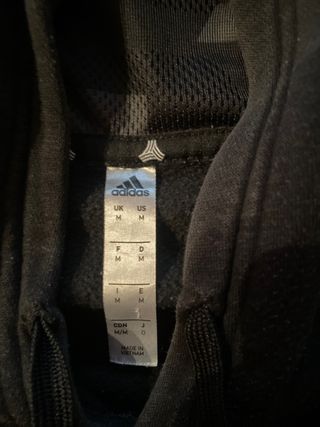 adidas
UK US
M M
F D
M M
I E
M M
CDN J
M/M O
MADE IN
VIETNAM